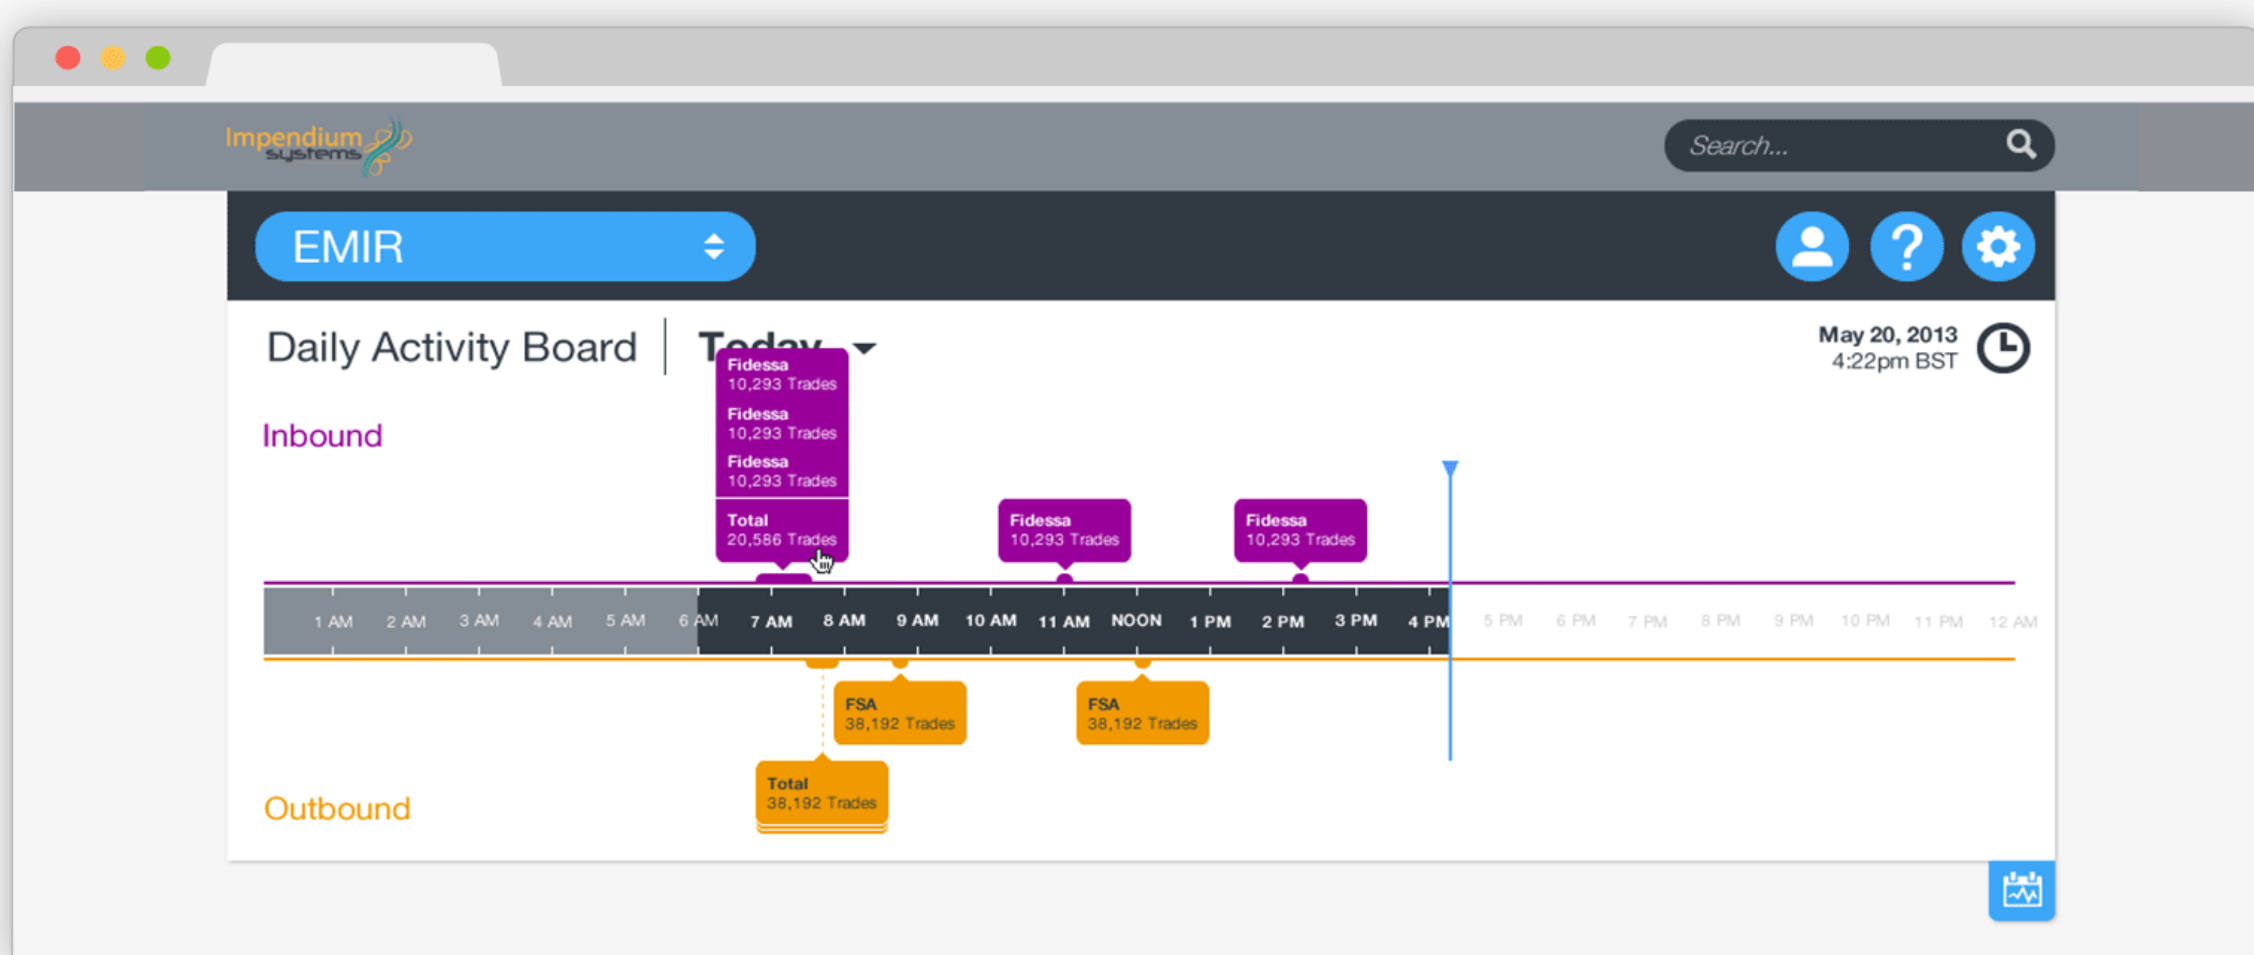 Impendium
systems
Search...
EMIR
Daily Activity Board
Today
May 20, 2013
4:22pm BST
Inbound
Fidessa
10,293 Trades
Fidessa
10,293 Trades
Fidessa
10,293 Trades
Total
20,586 Trades
Fidessa
10,293 Trades
Fidessa
10,293 Trades
1 AM 2 AM 3 AM 4 AM 5 AM 6 AM 7 AM 8 AM 9 AM 10 AM 11 AM NOON 1 PM 2 PM 3 PM 4 PM 5 PM 6 PM 7 PM 8 PM 9 PM 10 PM 11 PM 12 AM
FSA
38,192 Trades
FSA
38,192 Trades
Total
38,192 Trades
Outbound